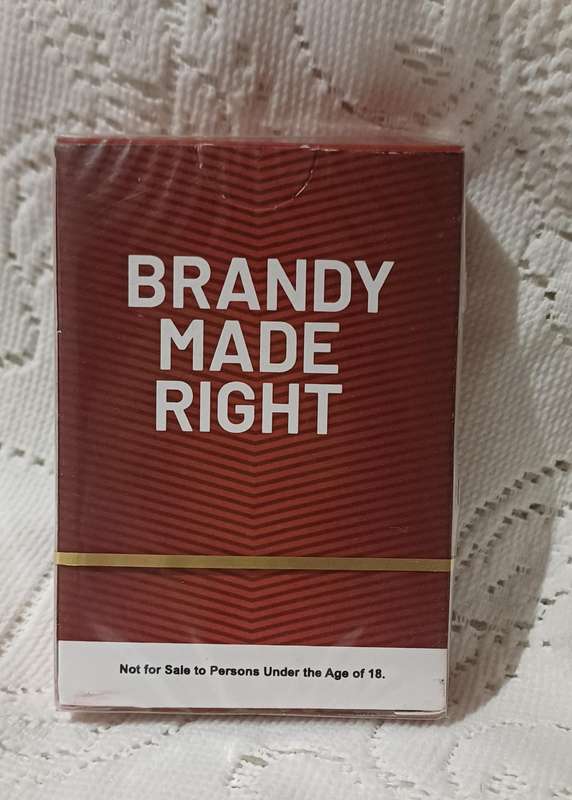 BRANDY
MADE
RIGHT
Not for Sale to Persons Under the Age of 18.